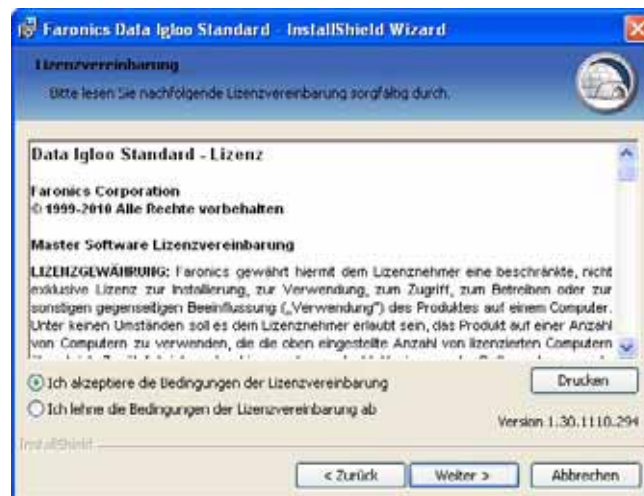 Faronics Data Igloo Standard - InstallShield Wizard
Lizenzvereinbarung
Bitte lesen Sie nachfolgende Lizenzvereinbarung sorgfältig durch.
Data Igloo Standard - Lizenz
Faronics Corporation
© 1999-2010 Alle Rechte vorbehalten
Master Software Lizenzvereinbarung
LIZENZGEWÄHRUNG: Faronics gewährt hiermit dem Lizenznehmer eine beschränkte, nicht
exklusive Lizenz zur Installierung, zur Verwendung, zum Zugriff, zum Betreiben oder zur
sonstigen gegenseitigen Beeinflussung („Verwendung") des Produktes auf einem Computer.
Unter keinen Umständen soll es dem Lizenznehmer erlaubt sein, das Produkt auf einer Anzahl
von Computern zu verwenden, die die oben eingestellte Anzahl von lizenzierten Computern
Ich akzeptiere die Bedingungen der Lizenzvereinbarung
Drucken
Ich lehne die Bedingungen der Lizenzvereinbarung ab
Version 1.30.1110.294
InstallShield
< Zurück
Weiter >
Abbrechen